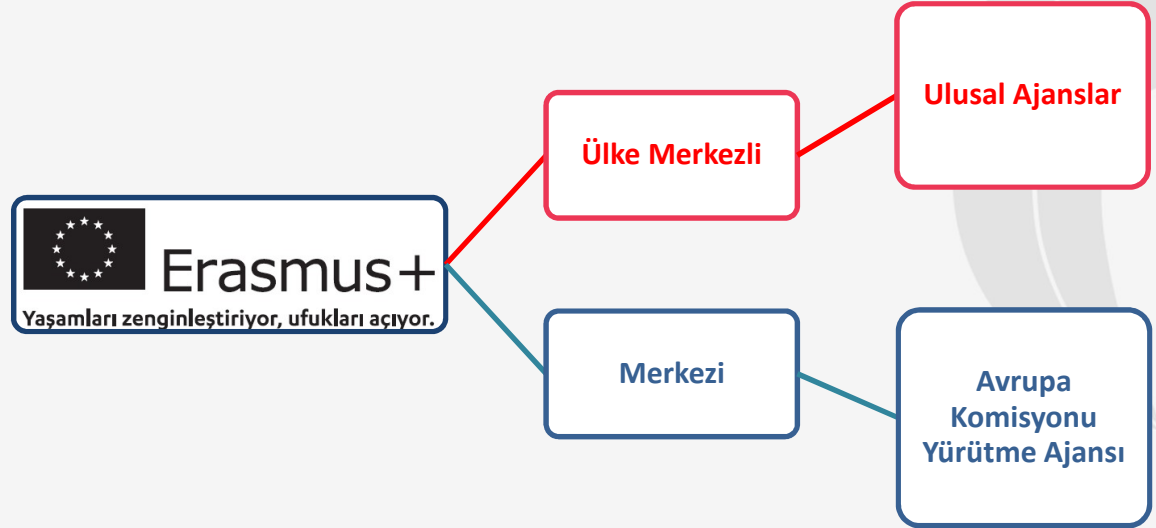 Erasmus+
Yaşamları zenginleştiriyor, ufukları açıyor.
Ülke Merkezli
Ulusal Ajanslar
Merkezi
Avrupa
Komisyonu
Yürütme Ajansı